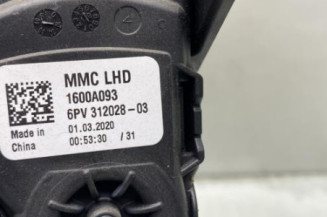 MMC LHD
1600A093
6PV 312028-03
Made in
China
01.03.2020
00:53:30 /31